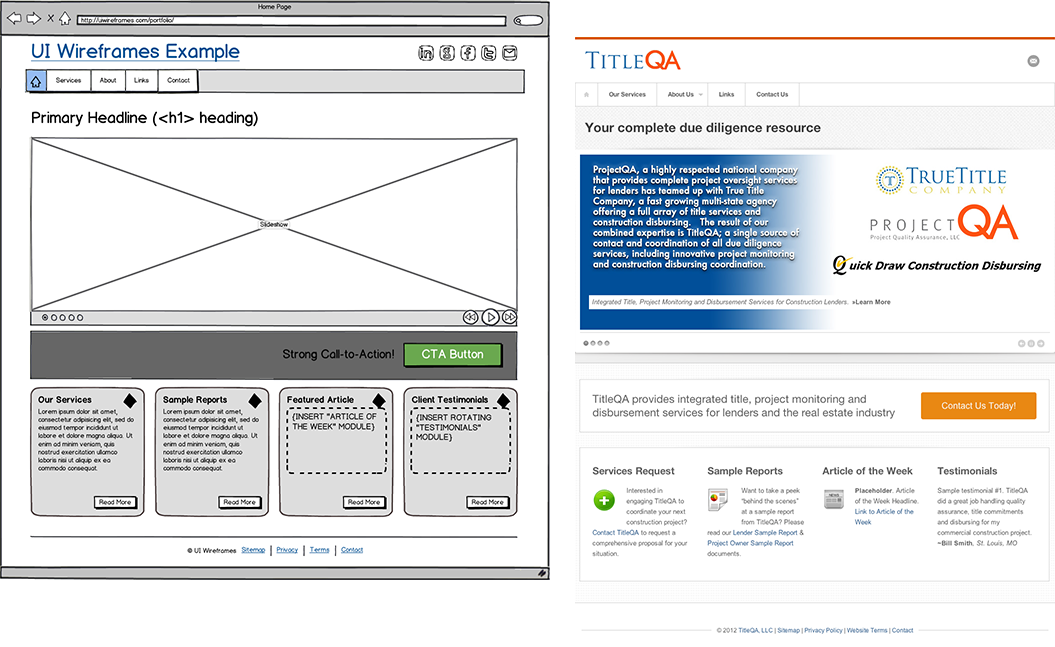 Home Page
http://uiwireframes.com/portfolio/
UI Wireframes Example
Services
About
Links
Contact
Primary Headline (<h1> heading)
Slideshow
Strong Call-to-Action!
CTA Button
Our Services
Lorem ipsum dolor sit amet,
consectetur adipisicing elit, sed do
eiusmod tempor incididunt ut
labore et dolore magna aliqua. Ut
enim ad minim veniam, quis
nostrud exercitation ullamco
laboris nisi ut aliquip ex ea
commodo consequat.
Read More
Sample Reports
Lorem ipsum dolor sit amet,
consectetur adipisicing elit, sed do
eiusmod tempor incididunt ut
labore et dolore magna aliqua. Ut
enim ad minim veniam, quis
nostrud exercitation ullamco
laboris nisi ut aliquip ex ea
commodo consequat.
Read More
Featured Article
{INSERT "ARTICLE OF
THE WEEK" MODULE}
Read More
Client Testimonials
{INSERT ROTATING
"TESTIMONIALS"
MODULE}
Read More
© UI Wireframes Sitemap | Privacy | Terms | Contact
TITLEQA
Our Services
About Us
Links
Contact Us
Your complete due diligence resource
ProjectQA, a highly respected national company
that provides complete project oversight services
for lenders has teamed up with True Title
Company, a fast growing multi-state agency
offering a full array of title services and
construction disbursing. The result of our
combined expertise is TitleQA; a single source of
contact and coordination of all due diligence
services, including innovative project monitoring
and construction disbursing coordination.
Integrated Title, Project Monitoring and Disbursement Services for Construction Lenders. »Learn More
T TRUETITLE
COMPANY
PROJECT QA
Project Quality Assurance, LLC
Quick Draw Construction Disbursing
TitleQA provides integrated title, project monitoring and
disbursement services for lenders and the real estate industry
Contact Us Today!
Services Request
Interested in
engaging TitleQA to
coordinate your next
construction project?
Contact TitleQA to request a
comprehensive proposal for your
situation.
Sample Reports
Want to take a peek
"behind the scenes"
at a sample report
from TitleQA? Please
read our Lender Sample Report &
Project Owner Sample Report
documents.
Article of the Week
NEWS
Placeholder. Article
of the Week Headline.
Link to Article of the
Week
Testimonials
Sample testimonial #1. TitleQA
did a great job handling quality
assurance, title commitments
and disbursing for my
commercial construction project.
~Bill Smith, St. Louis, MO
© 2012 TitleQA, LLC | Sitemap | Privacy Policy | Website Terms | Contact